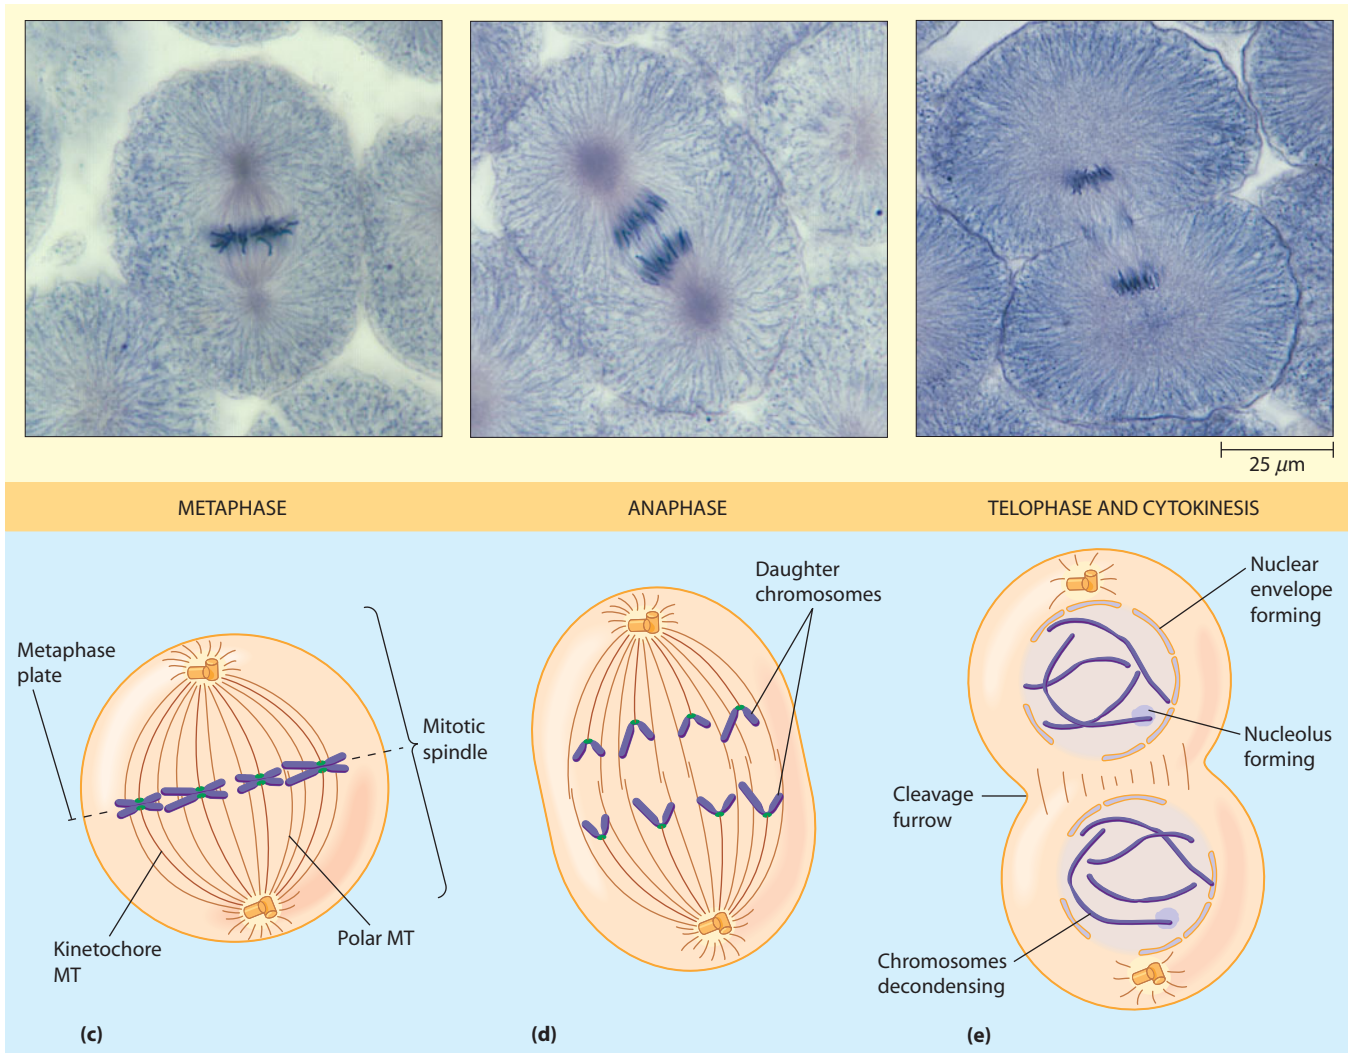 25 μm
METAPHASE
ANAPHASE
TELOPHASE AND CYTOKINESIS
Metaphase
plate
Mitotic
spindle
Kinetochore
MT
Polar MT
(c)
Daughter
chromosomes
(d)
Nuclear
envelope
forming
Nucleolus
forming
Cleavage
furrow
Chromosomes
decondensing
(e)